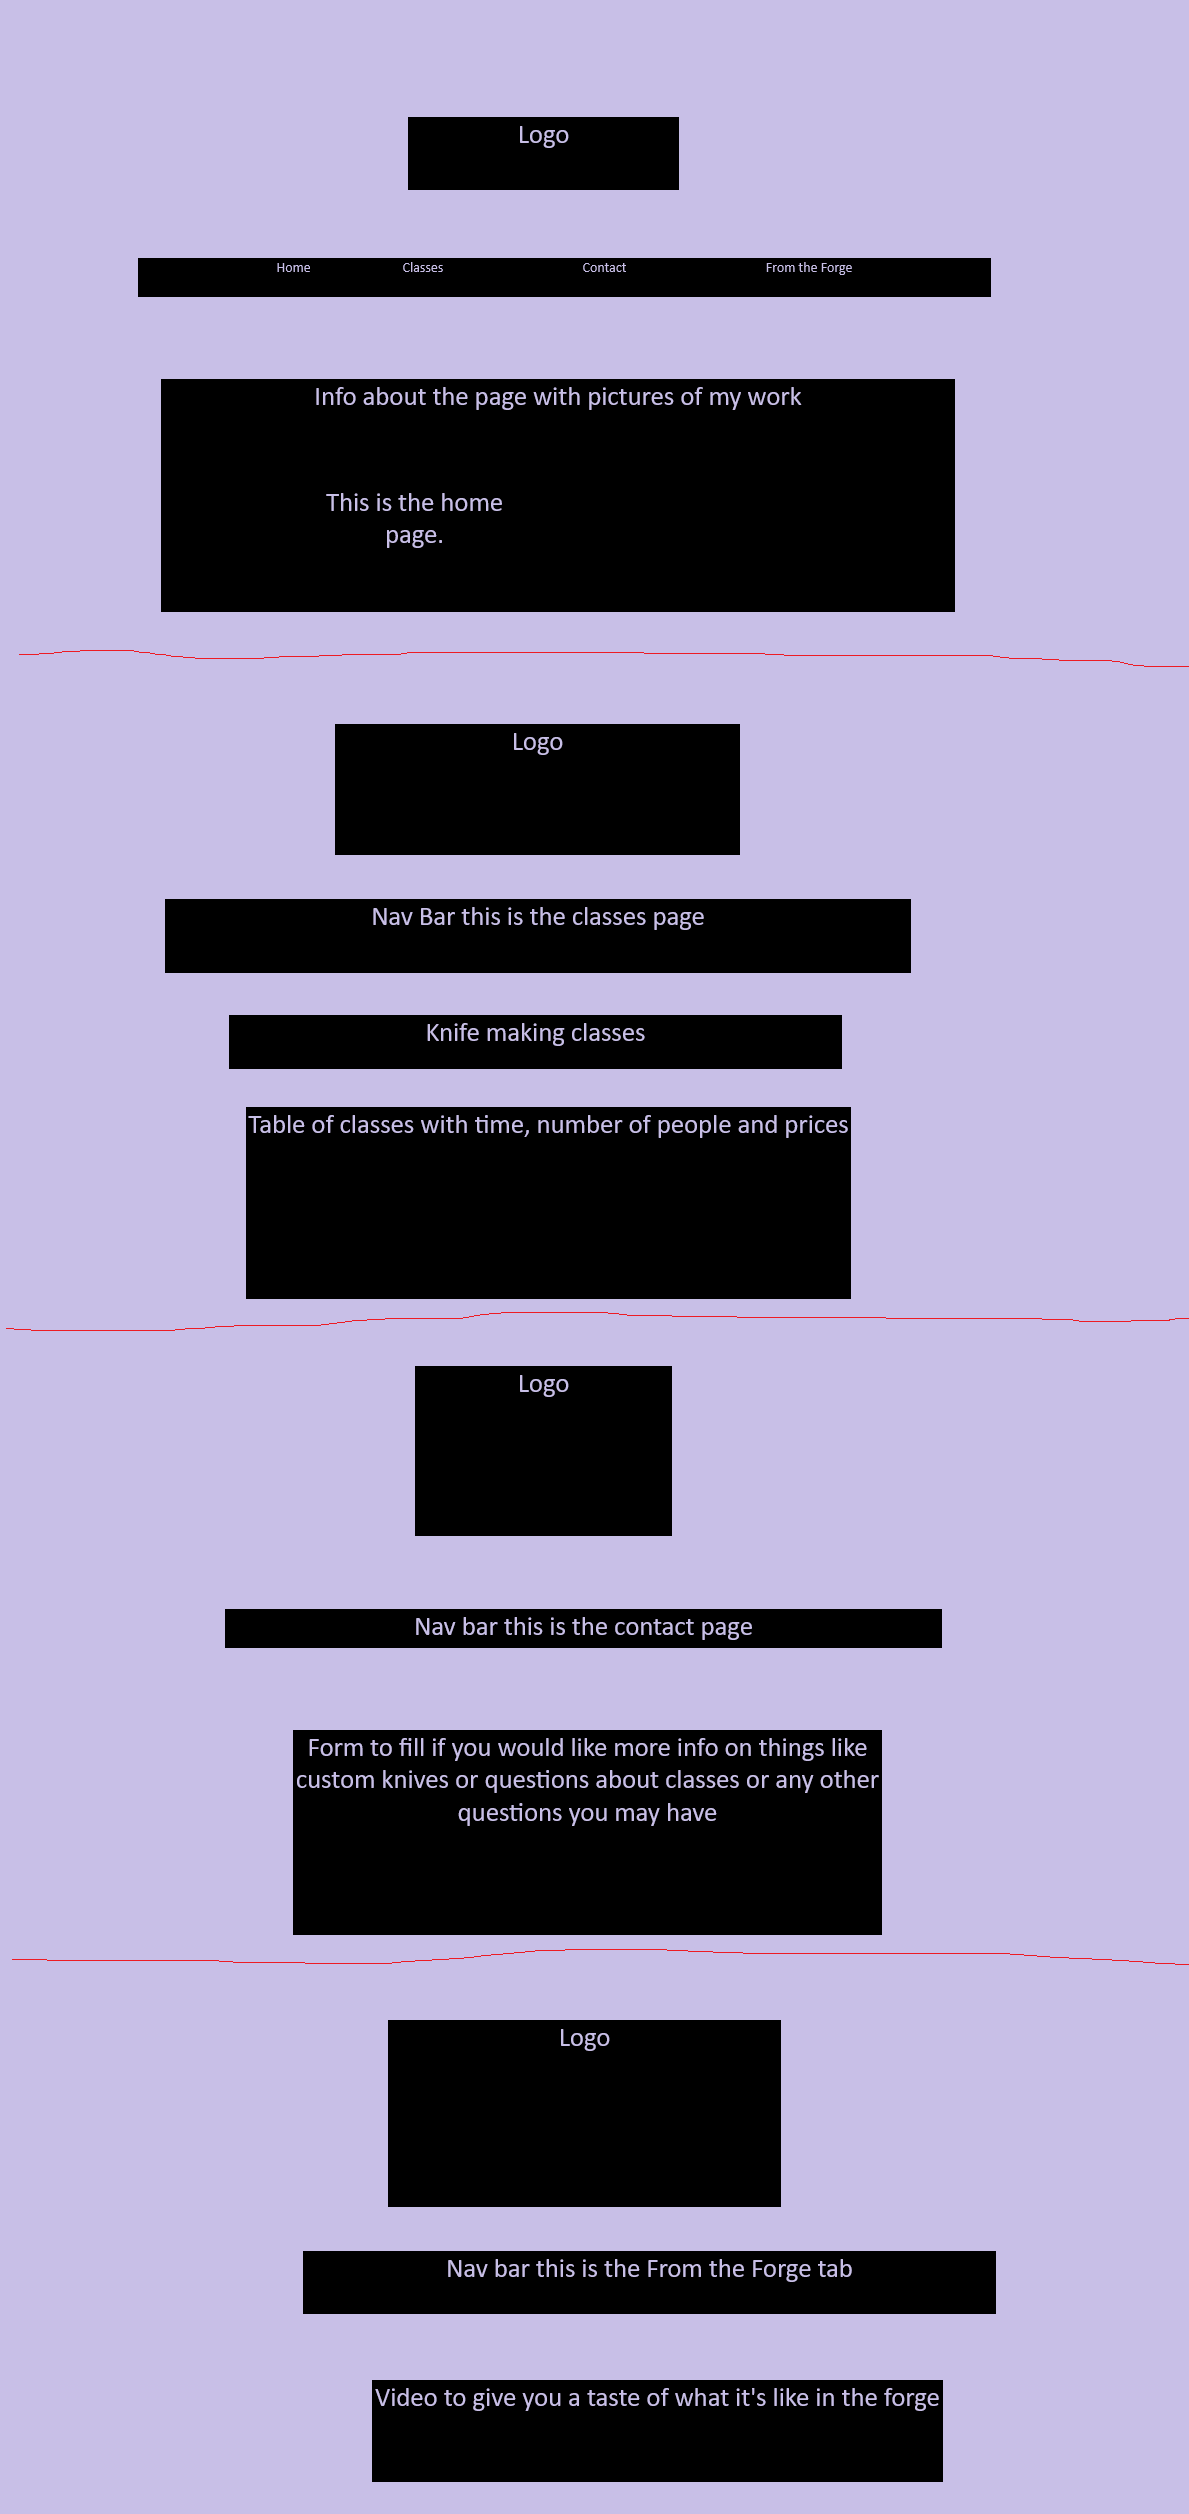 Logo
Home Classes Contact From the Forge
Info about the page with pictures of my work
This is the home
page.
Logo
Nav Bar this is the classes page
Knife making classes
Table of classes with time, number of people and prices
Logo
Nav bar this is the contact page
Form to fill if you would like more info on things like
custom knives or questions about classes or any other
questions you may have
Logo
Nav bar this is the From the Forge tab
Video to give you a taste of what it's like in the forge